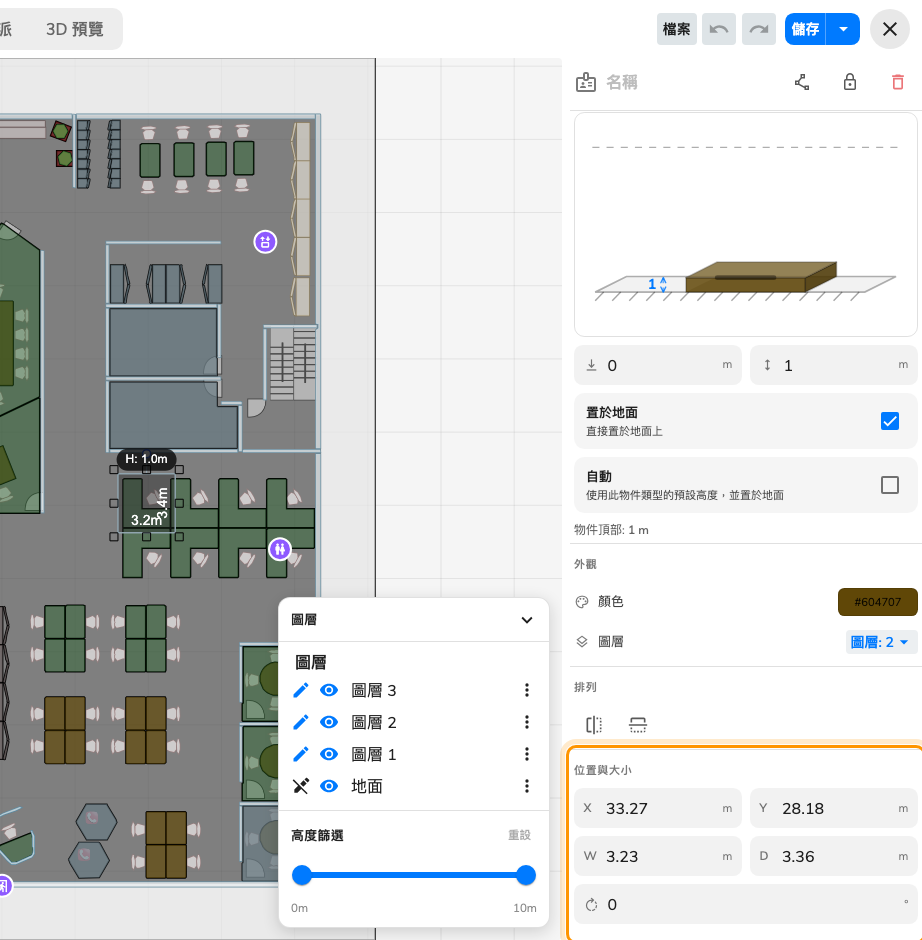 派
3D 預覽
檔案
儲存
名稱
1
0 m
1 m
置於地面
直接置於地面上
自動
使用此物件類型的預設高度，並置於地面
物件頂部: 1 m
外觀
顏色
#604707
圖層
圖層: 2
排列
位置與大小
X 33.27 m
Y 28.18 m
W 3.23 m
D 3.36 m
0 °
H: 1.0m
3.4m
3.2m
圖層
圖層
圖層 3
圖層 2
圖層 1
地面
高度篩選
重設
0m
10m